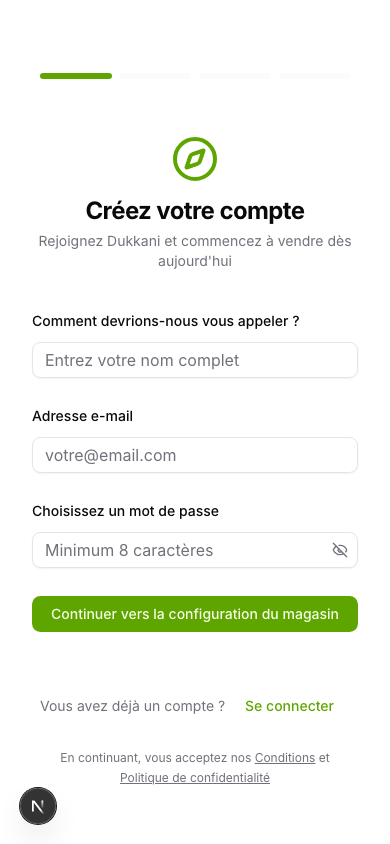 Créez votre compte
Rejoignez Dukkani et commencez à vendre dès
aujourd'hui
Comment devrions-nous vous appeler ?
Entrez votre nom complet
Adresse e-mail
votre@email.com
Choisissez un mot de passe
Minimum 8 caractères
Continuer vers la configuration du magasin
Vous avez déjà un compte ? Se connecter
En continuant, vous acceptez nos Conditions et
Politique de confidentialité
N